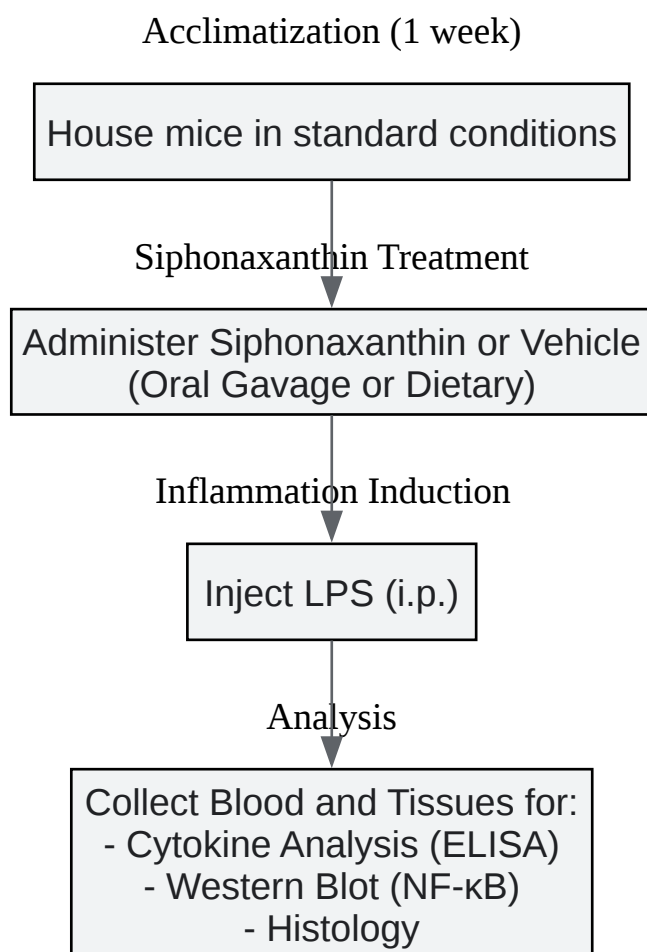 Acclimatization (1 week)
House mice in standard conditions
Siphonaxanthin Treatment
Administer Siphonaxanthin or Vehicle
(Oral Gavage or Dietary)
Inflammation Induction
Inject LPS (i.p.)
Analysis
Collect Blood and Tissues for:
- Cytokine Analysis (ELISA)
- Western Blot (NF-κB)
- Histology